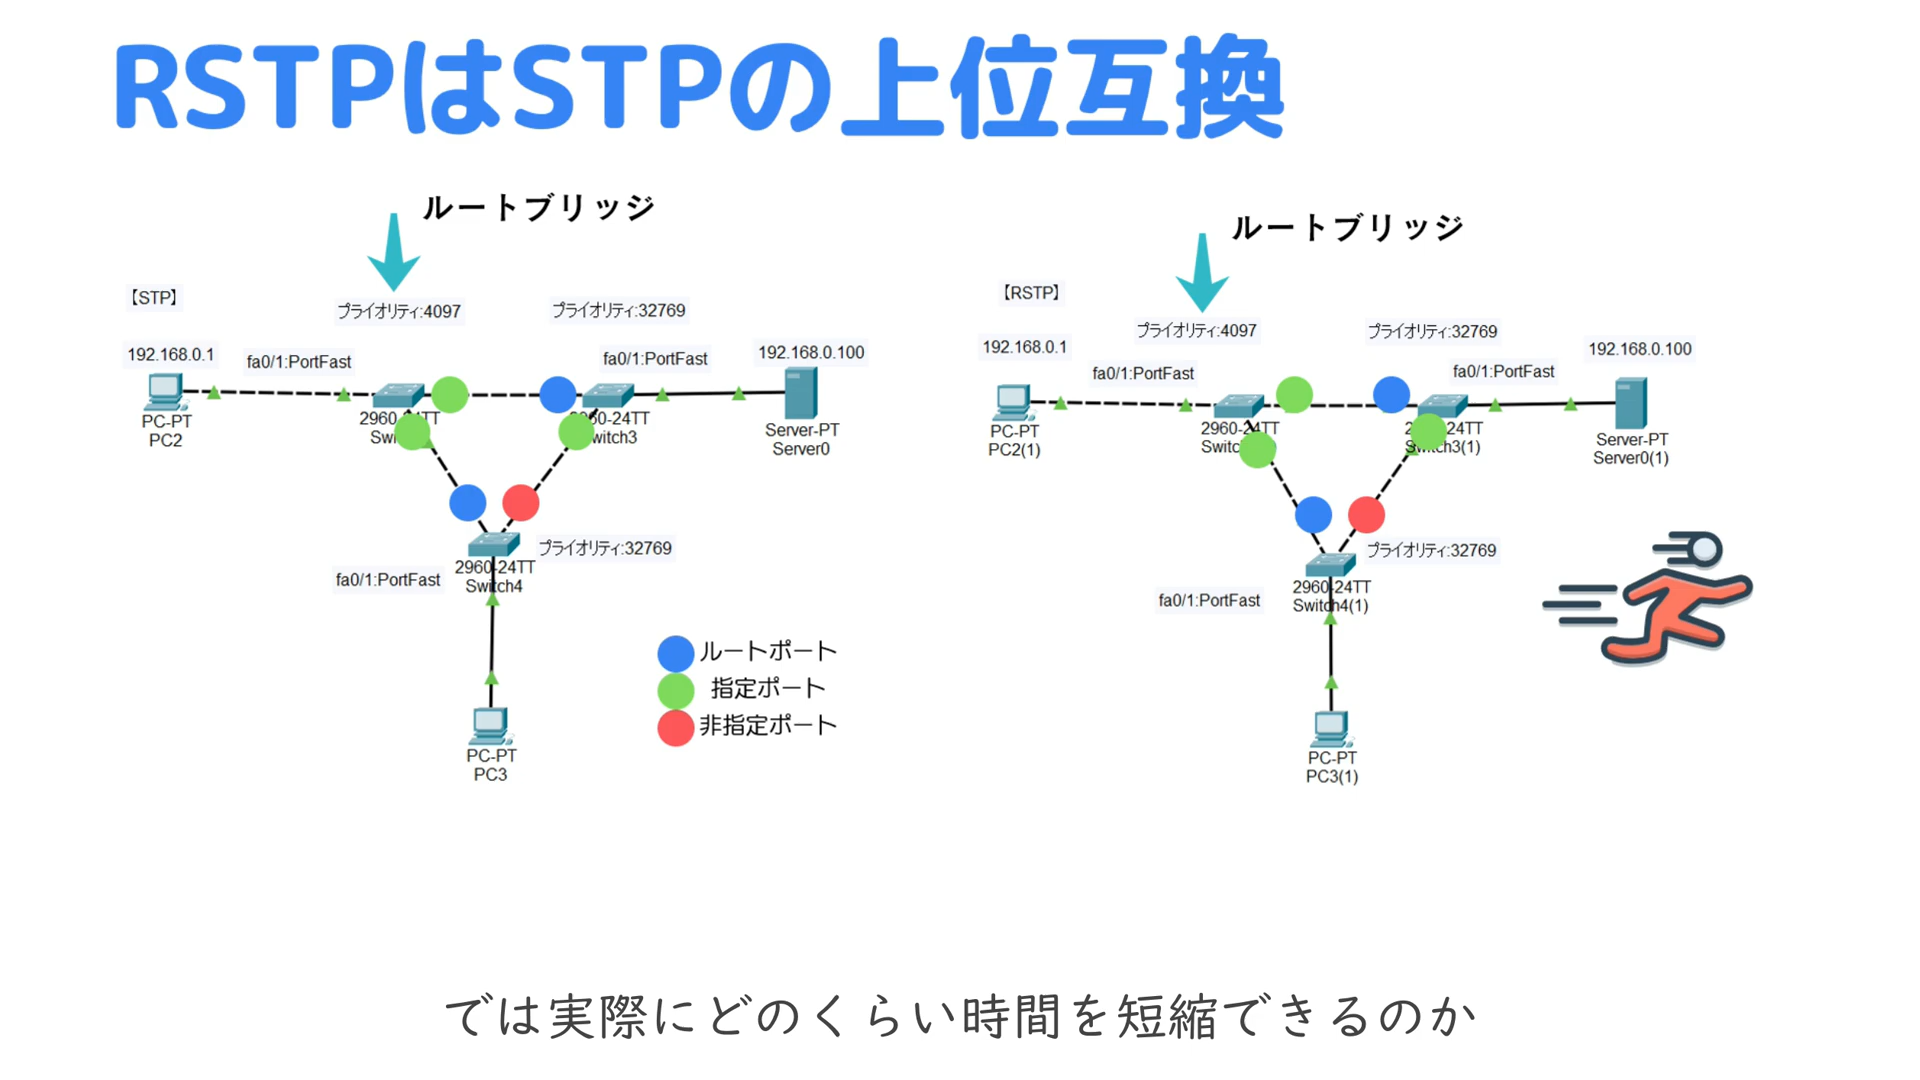 RSTPはSTPの上位互換
ルートブリッジ
【STP】
プライオリティ:4097
プライオリティ:32769
192.168.0.1
fa0/1:PortFast
fa0/1:PortFast
192.168.0.100
PC-PT
PC2
Server-PT
Server0
プライオリティ:32769
fa0/1:PortFast
2960-24TT
Switch4
PC-PT
PC3
ルートポート
指定ポート
非指定ポート
ルートブリッジ
【RSTP】
プライオリティ:4097
プライオリティ:32769
192.168.0.1
fa0/1:PortFast
fa0/1:PortFast
192.168.0.100
PC-PT
PC2(1)
2960-24TT
Server-PT
Server0(1)
プライオリティ:32769
fa0/1:PortFast
2960-24TT
Switch4(1)
PC-PT
PC3(1)
では実際にどのくらい時間を短縮できるのか